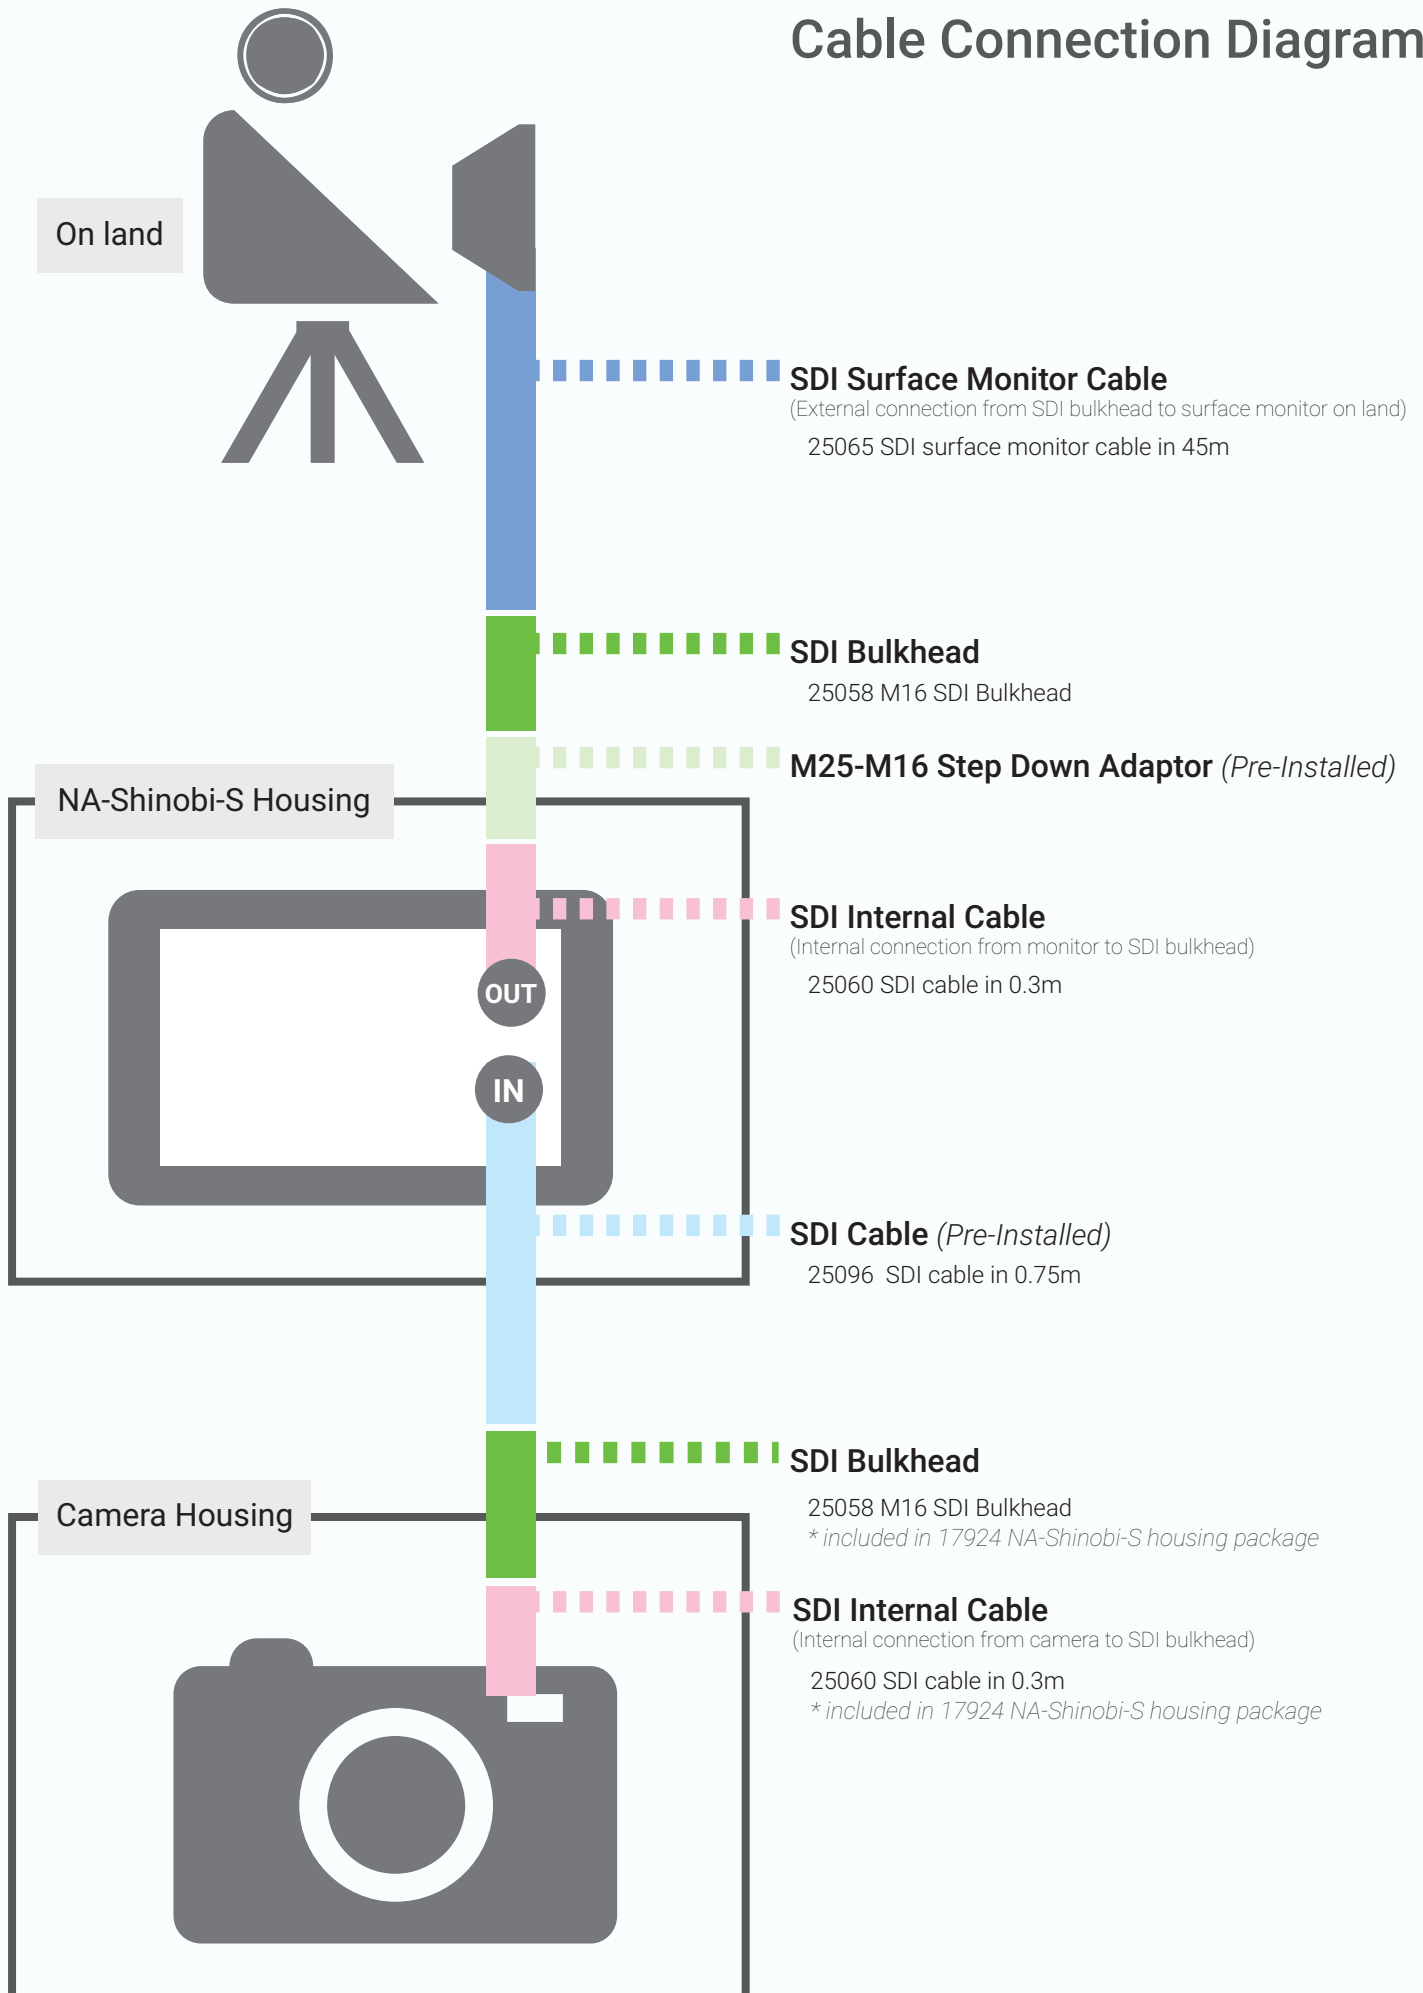 Cable Connection Diagram
On land
SDI Surface Monitor Cable
(External connection from SDI bulkhead to surface monitor on land)
25065 SDI surface monitor cable in 45m
SDI Bulkhead
25058 M16 SDI Bulkhead
M25-M16 Step Down Adaptor (Pre-Installed)
NA-Shinobi-S Housing
SDI Internal Cable
(Internal connection from monitor to SDI bulkhead)
25060 SDI cable in 0.3m
OUT
IN
SDI Cable (Pre-Installed)
25096 SDI cable in 0.75m
SDI Bulkhead
25058 M16 SDI Bulkhead
* included in 17924 NA-Shinobi-S housing package
Camera Housing
SDI Internal Cable
(Internal connection from camera to SDI bulkhead)
25060 SDI cable in 0.3m
* included in 17924 NA-Shinobi-S housing package